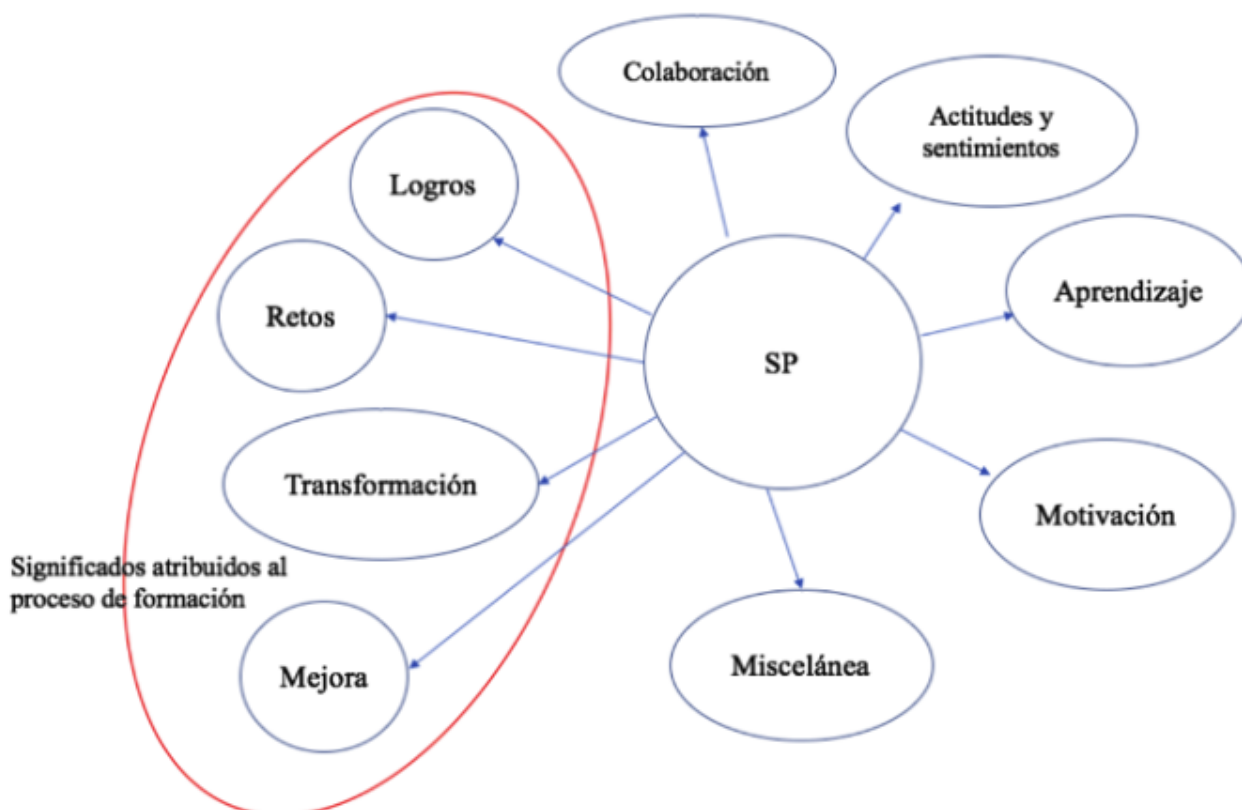 Colaboración
Actitudes y
sentimientos
Logros
Aprendizaje
Retos
SP
Transformación
Motivación
Significados atribuidos al
proceso de formación
Mejora
Miscelánea